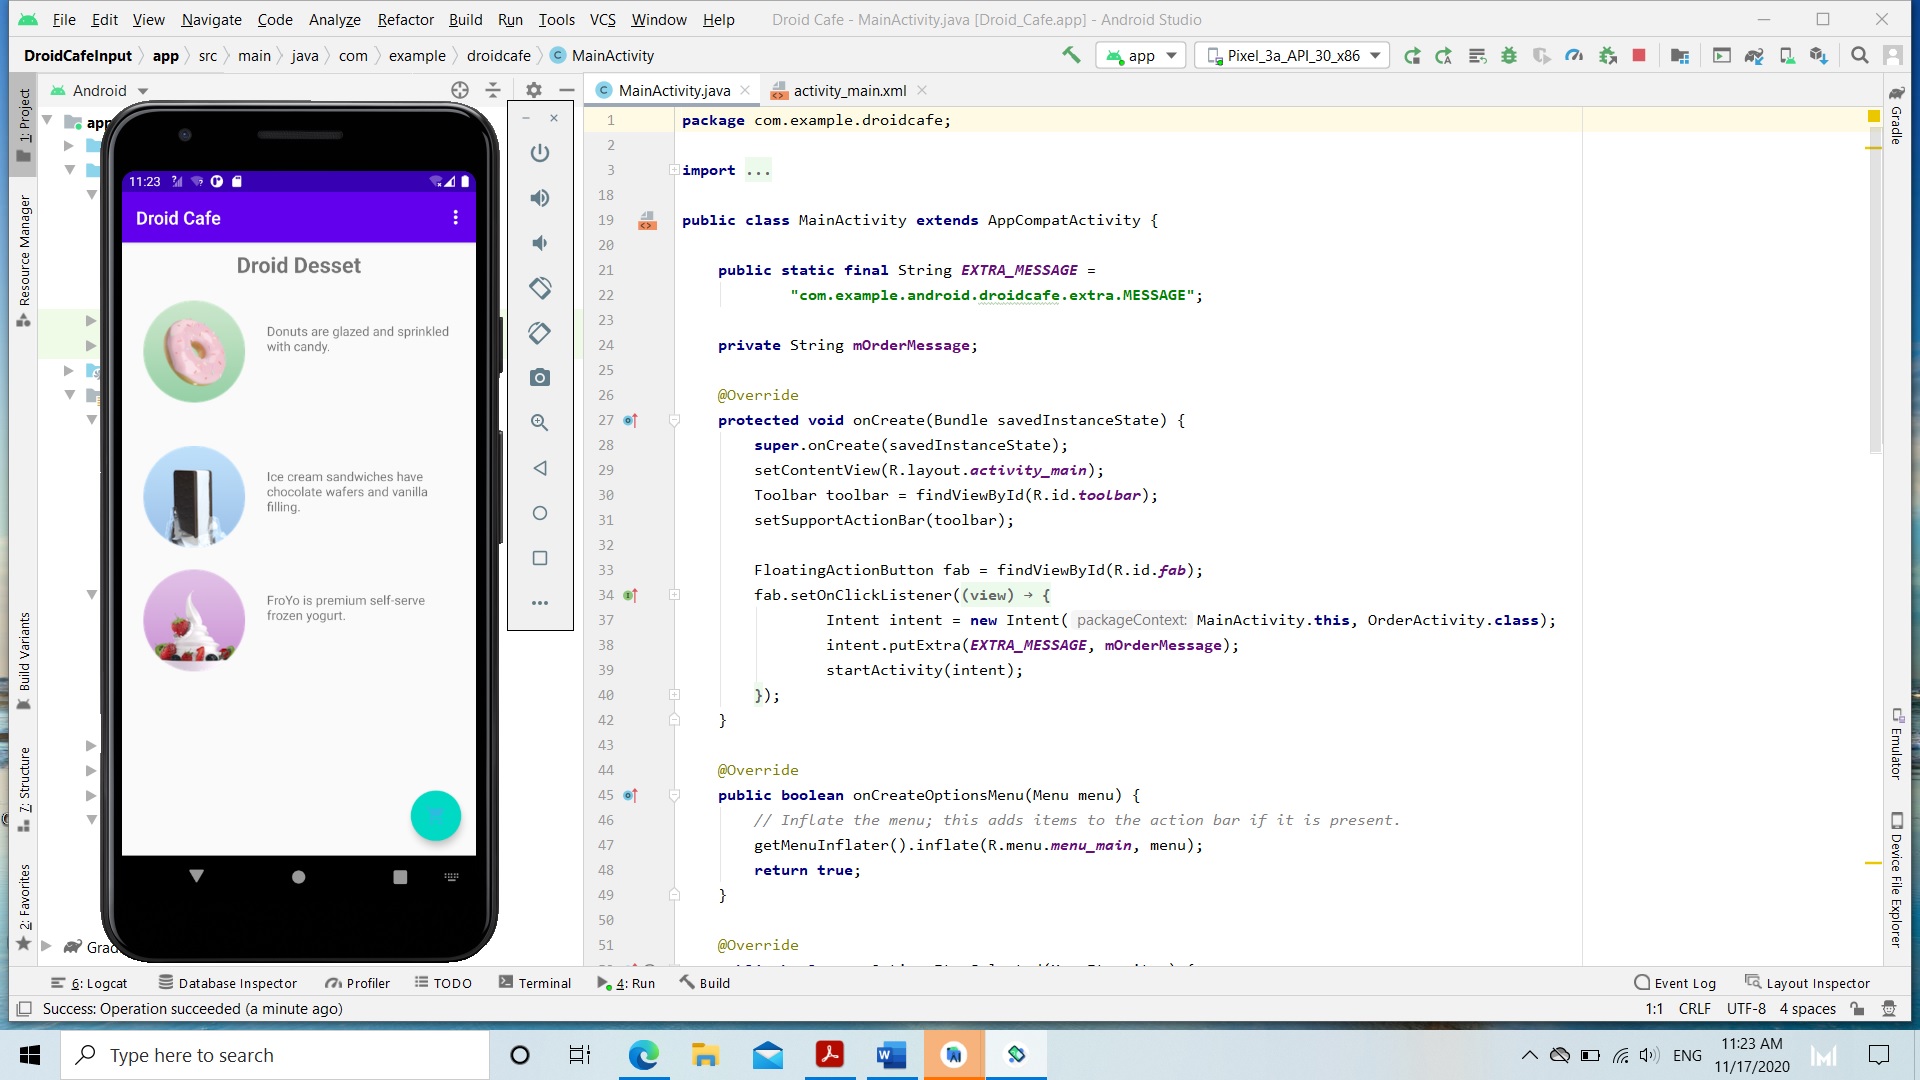 File Edit View Navigate Code Analyze Refactor Build Run Tools VCS Window Help Droid Cafe - MainActivity.java [Droid_Cafe.app] - Android Studio
DroidCafeInput app src main java com example droidcafe MainActivity app Pixel_3a_API_30_x86
Android MainActivity.java activity_main.xml
1: Project
Resource Manager
Build Variants
7: Structure
2: Favorites
app
Grad
11:23
Droid Cafe
Droid Desset
Donuts are glazed and sprinkled
with candy.
Ice cream sandwiches have
chocolate wafers and vanilla
filling.
FroYo is premium self-serve
frozen yogurt.
1 package com.example.droidcafe;
2
3 import ...
18
19 public class MainActivity extends AppCompatActivity {
20
21 public static final String EXTRA_MESSAGE =
22 "com.example.android.droidcafe.extra.MESSAGE";
23
24 private String mOrderMessage;
25
26 @Override
27 protected void onCreate(Bundle savedInstanceState) {
28 super.onCreate(savedInstanceState);
29 setContentView(R.layout.activity_main);
30 Toolbar toolbar = findViewById(R.id.toolbar);
31 setSupportActionBar(toolbar);
32
33 FloatingActionButton fab = findViewById(R.id.fab);
34 fab.setOnClickListener((view) → {
37 Intent intent = new Intent( packageContext: MainActivity.this, OrderActivity.class);
38 intent.putExtra(EXTRA_MESSAGE, mOrderMessage);
39 startActivity(intent);
40 });
42 }
43
44 @Override
45 public boolean onCreateOptionsMenu(Menu menu) {
46 // Inflate the menu; this adds items to the action bar if it is present.
47 getMenuInflater().inflate(R.menu.menu_main, menu);
48 return true;
49 }
50
51 @Override
Gradle
Emulator
Device File Explorer
6: Logcat Database Inspector Profiler TODO Terminal 4: Run Build Event Log Layout Inspector
Success: Operation succeeded (a minute ago) 1:1 CRLF UTF-8 4 spaces
Type here to search ENG 11:23 AM
11/17/2020